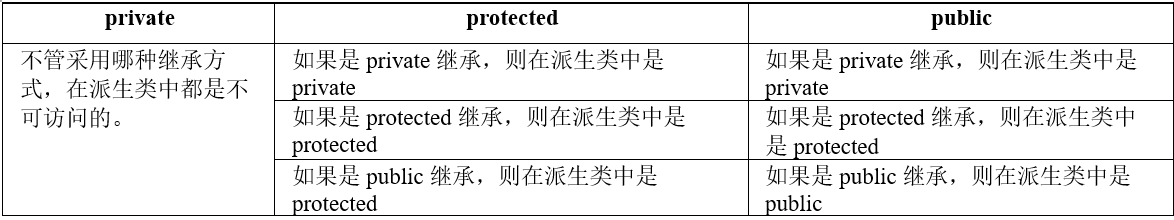 private
protected
public
不管采用哪种继承方
式，在派生类中都是不
可访问的。
如果是 private 继承，则在派生类中是
private
如果是 private 继承，则在派生类中是
private
如果是 protected 继承，则在派生类中是
protected
如果是 protected 继承，则在派生类中
是 protected
如果是 public 继承，则在派生类中是
protected
如果是 public 继承，则在派生类中是
public